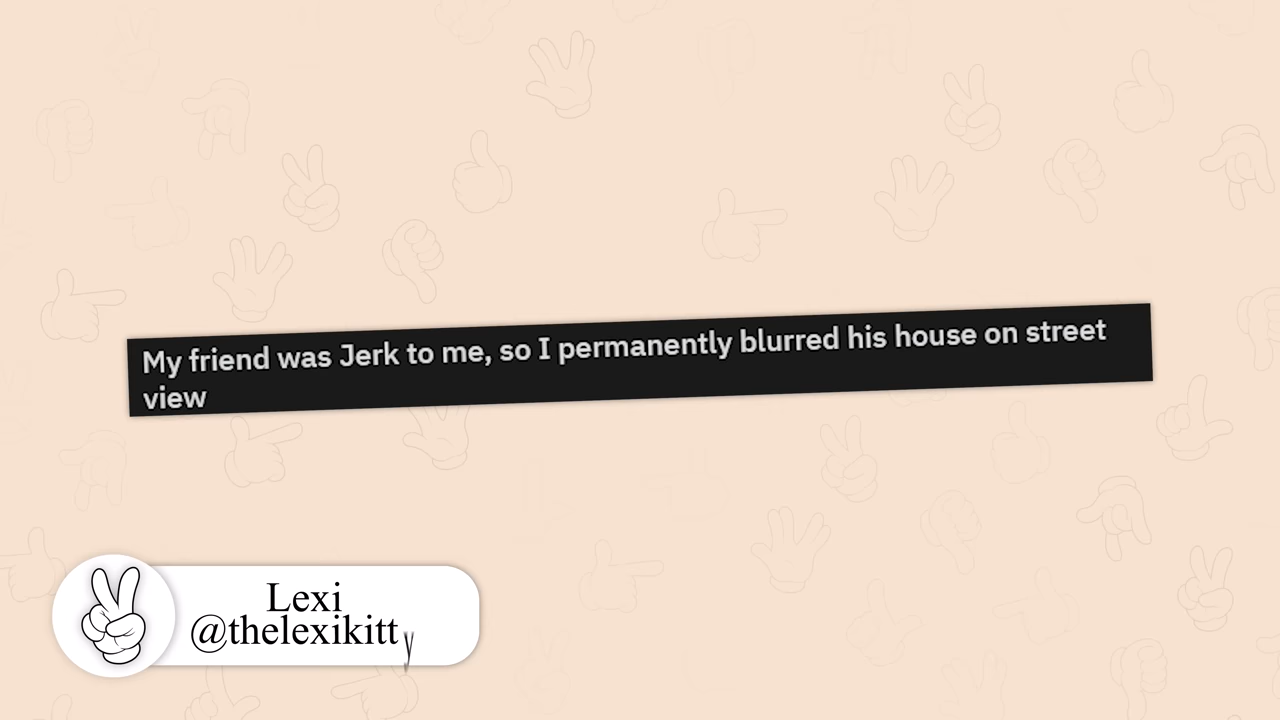 My friend was Jerk to me, so I permanently blurred his house on street
view
Lexi
@thelexikitty